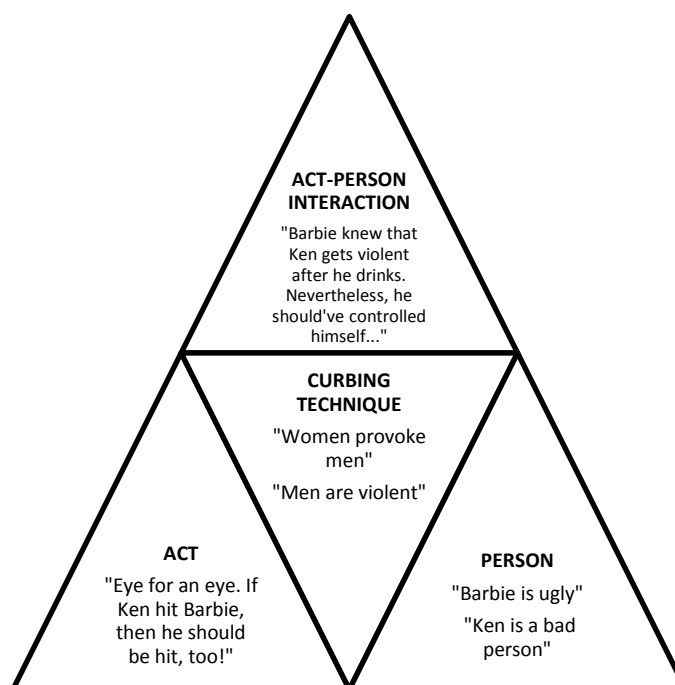 ACT-PERSON
INTERACTION
"Barbie knew that
Ken gets violent
after he drinks.
Nevertheless, he
should've controlled
himself..."
CURBING
TECHNIQUE
"Women provoke
men"
"Men are violent"
ACT
"Eye for an eye. If
Ken hit Barbie,
then he should
be hit, too!"
PERSON
"Barbie is ugly"
"Ken is a bad
person"